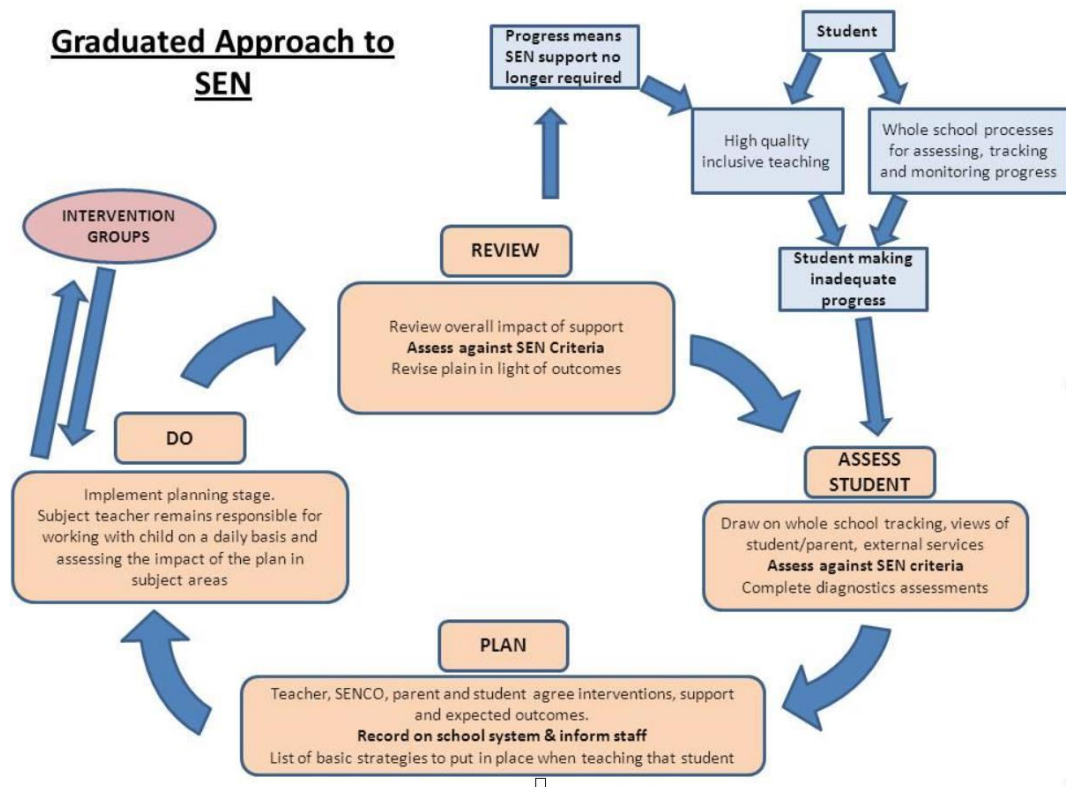 Graduated Approach to
SEN
Progress means
SEN support no
longer required
Student
High quality
inclusive teaching
Whole school processes
for assessing, tracking
and monitoring progress
Student making
inadequate
progress
INTERVENTION
GROUPS
REVIEW
Review overall impact of support
Assess against SEN Criteria
Revise plain in light of outcomes
DO
Implement planning stage.
Subject teacher remains responsible for
working with child on a daily basis and
assessing the impact of the plan in
subject areas
ASSESS
STUDENT
Draw on whole school tracking, views of
student/parent, external services
Assess against SEN criteria
Complete diagnostics assessments
PLAN
Teacher, SENCO, parent and student agree interventions, support
and expected outcomes.
Record on school system & inform staff
List of basic strategies to put in place when teaching that student